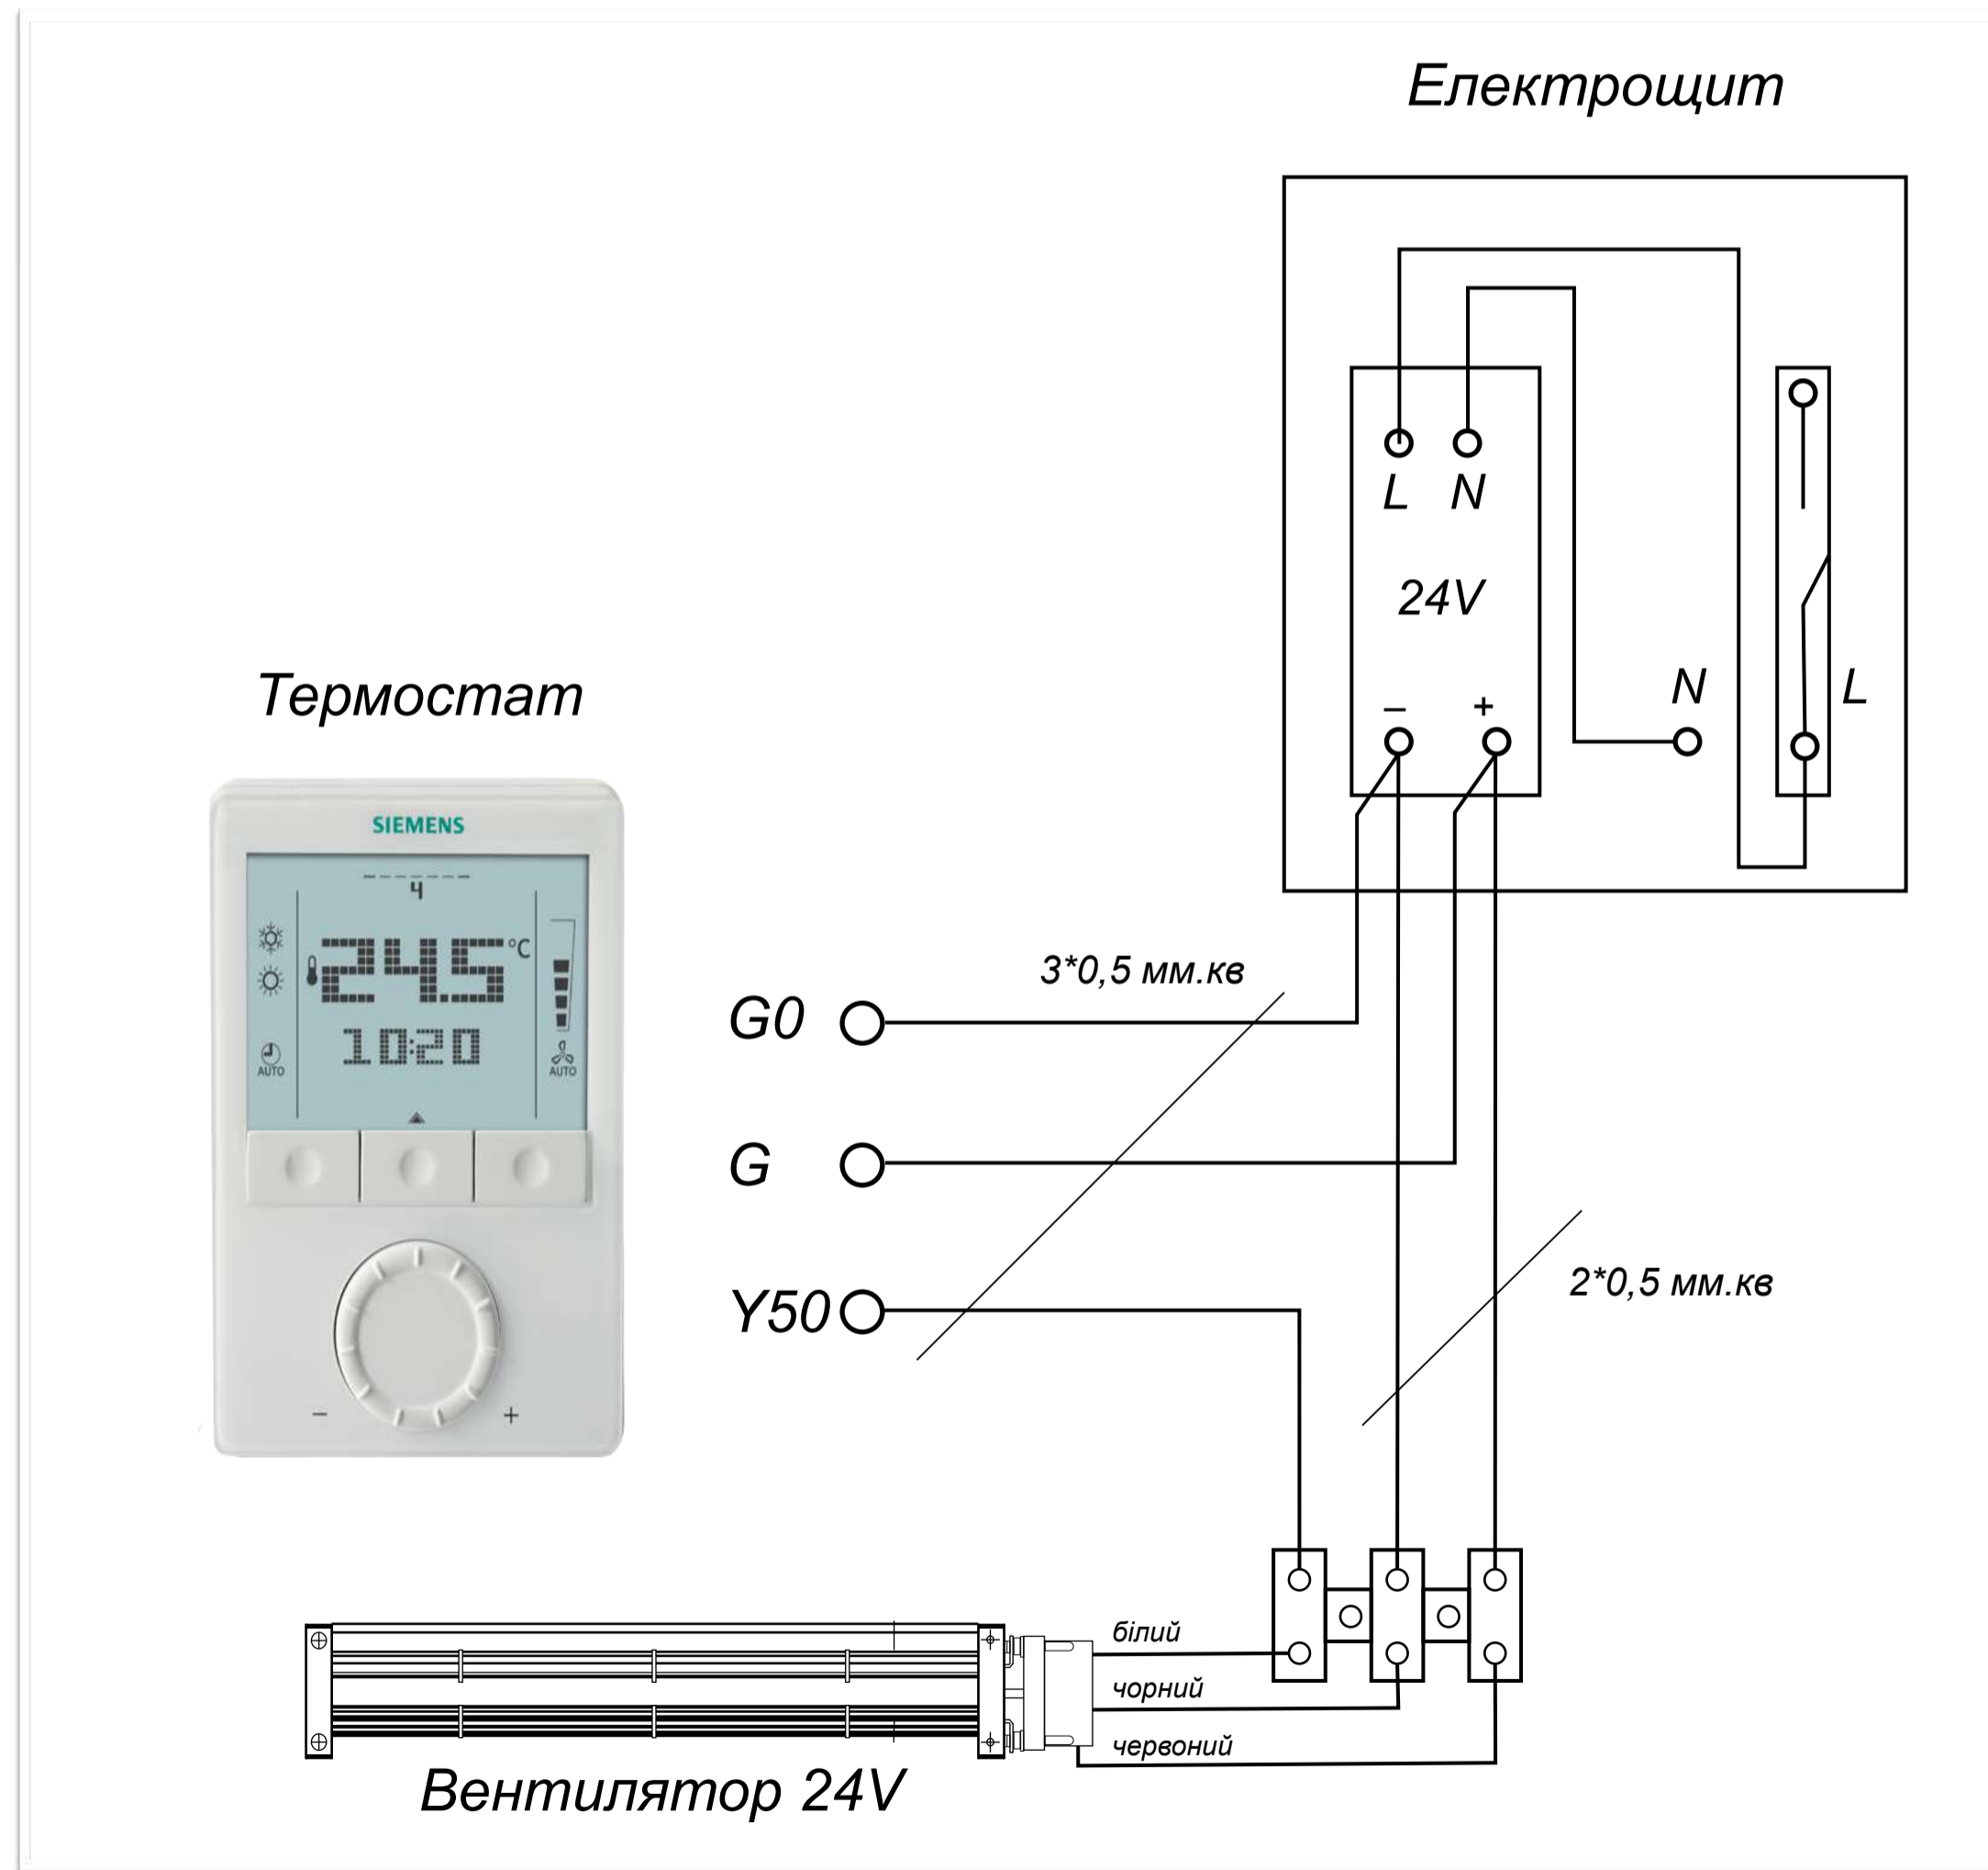 Електрощит
L N
24V
– +
N
L
Термостат
SIEMENS
4
24.5 °C
10:20
AUTO
AUTO
– +
G0
G
Y50
3*0,5 мм.кв
2*0,5 мм.кв
білий
чорний
червоний
Вентилятор 24V